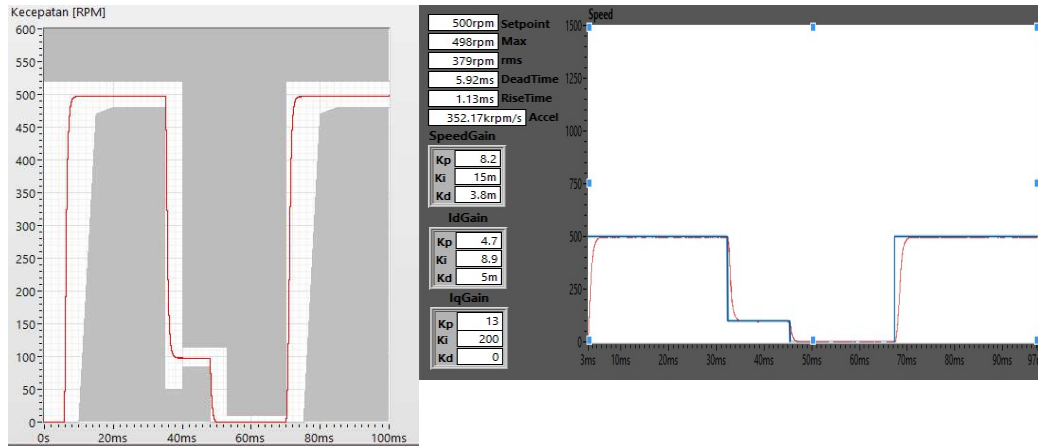 Kecepatan [RPM]
600
550
500
450
400
350
300
250
200
150
100
50
0
0s 20ms 40ms 60ms 80ms 100ms
500rpm Setpoint
498rpm Max
379rpm rms
5.92ms DeadTime
1.13ms RiseTime
352.17krpm/s Accel
SpeedGain
Kp 8.2
Ki 15m
Kd 3.8m
IdGain
Kp 4.7
Ki 8.9
Kd 5m
IqGain
Kp 13
Ki 200
Kd 0
Speed
1500
1250
1000
750
500
250
0
3ms 10ms 20ms 30ms 40ms 50ms 60ms 70ms 80ms 90ms